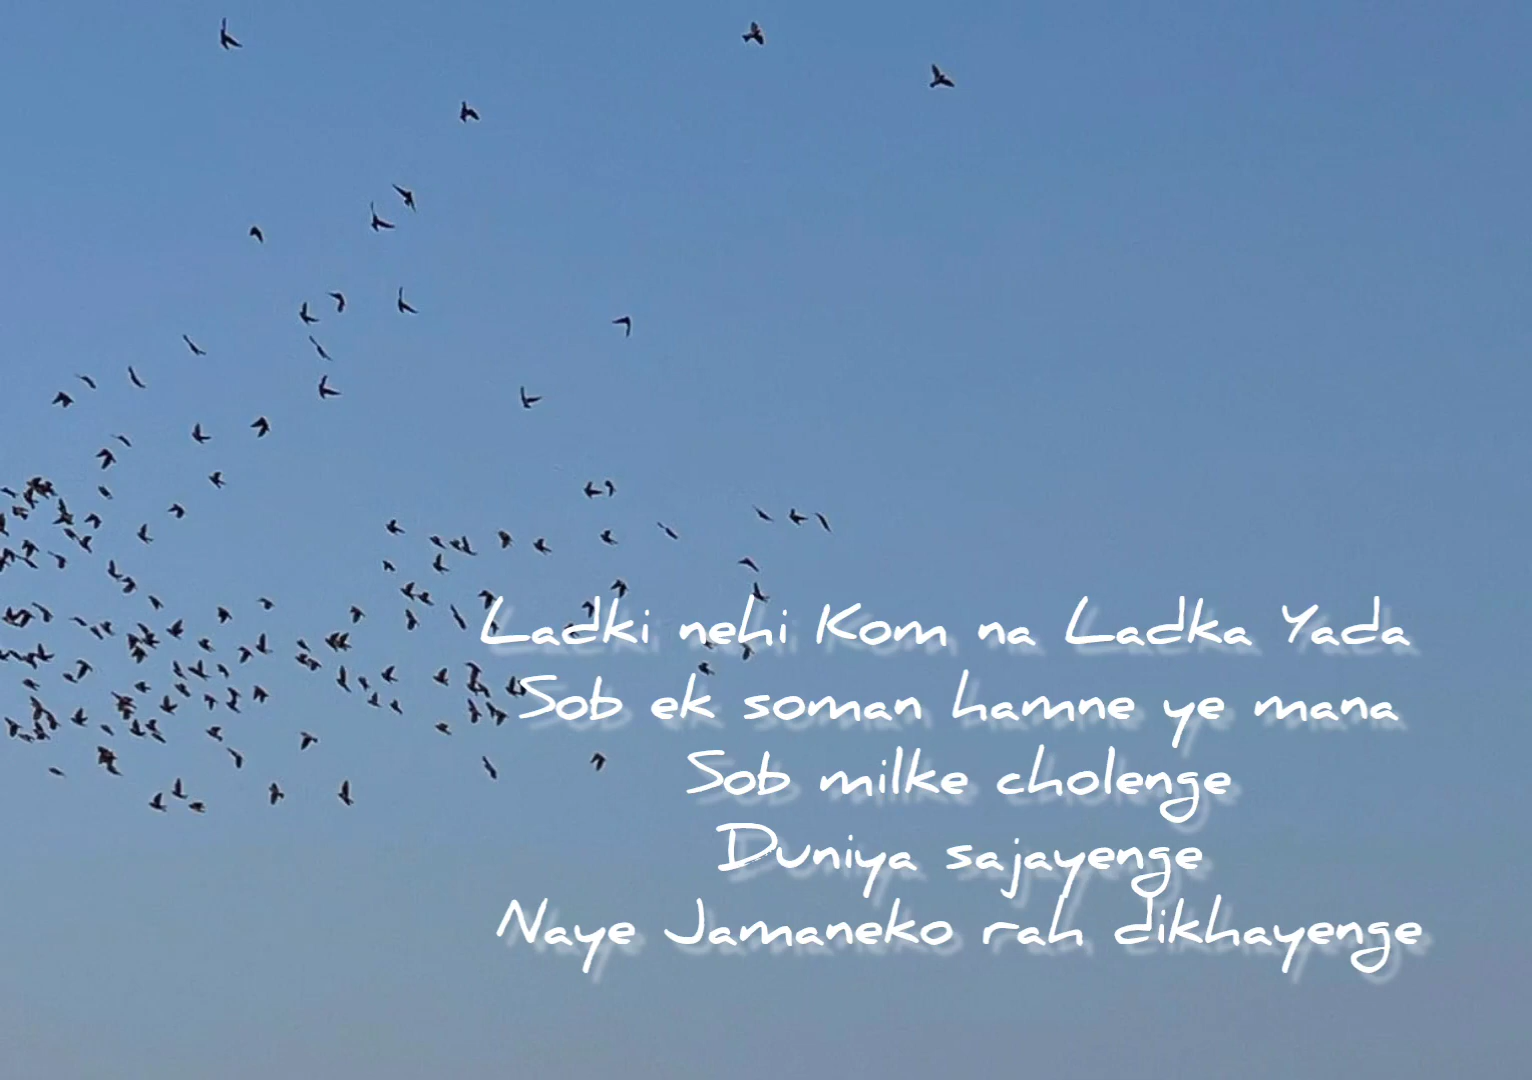 Ladki nehi Kom na Ladka Yada
Sob ek soman hamne ye mana
Sob milke cholenge
Duniya sajayenge
Naye Jamaneko rah dikhayenge